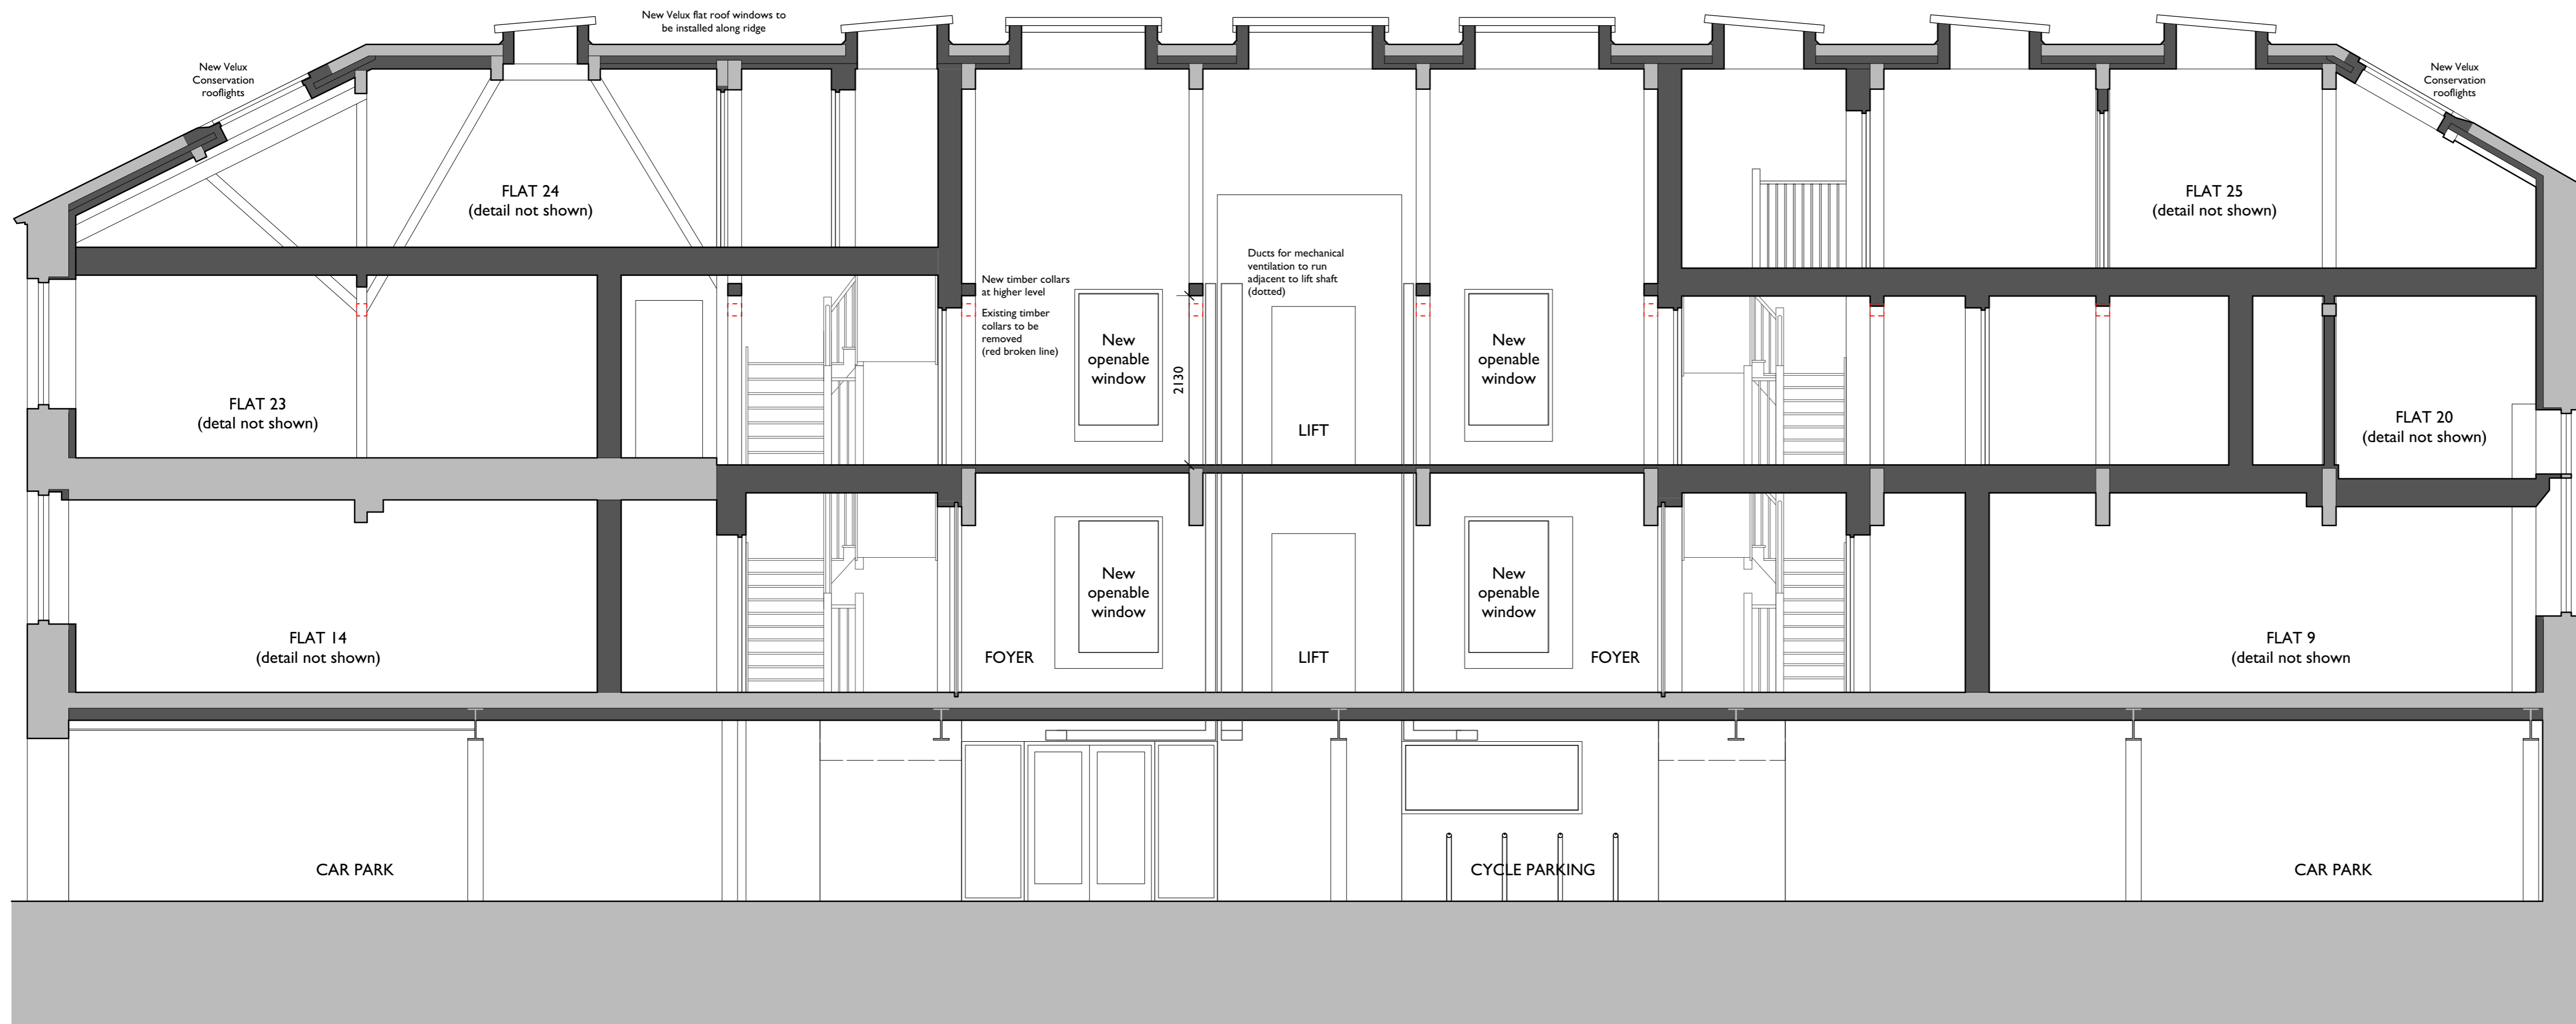 New Velux flat roof windows to
be installed along ridge
New Velux
Conservation
rooflights
New Velux
Conservation
rooflights
FLAT 24
(detail not shown)
FLAT 25
(detail not shown)
Ducts for mechanical
ventilation to run
adjacent to lift shaft
(dotted)
New timber collars
at higher level
Existing timber
collars to be
removed
(red broken line)
New
openable
window
2130
New
openable
window
LIFT
FLAT 23
(detal not shown)
FLAT 20
(detail not shown)
New
openable
window
New
openable
window
FLAT 14
(detail not shown)
FOYER
LIFT
FOYER
FLAT 9
(detail not shown
CAR PARK
CYCLE PARKING
CAR PARK